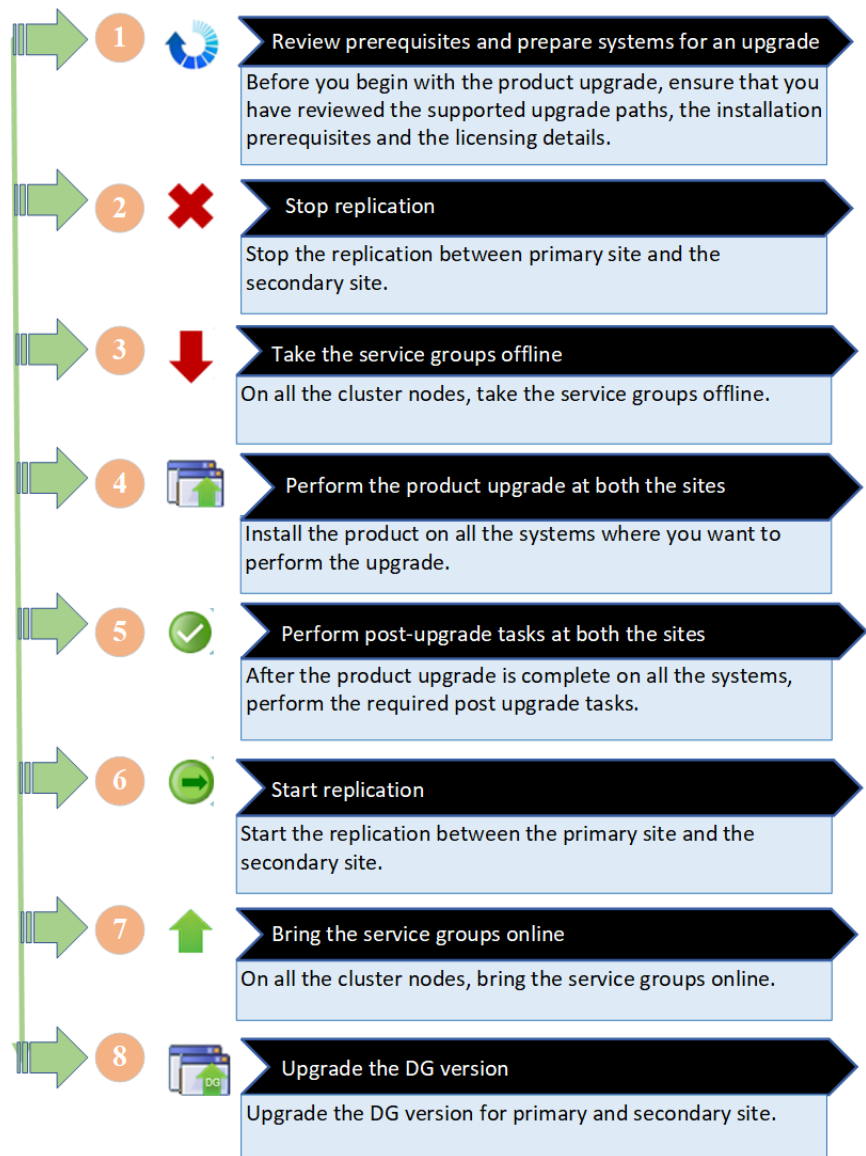 1
Review prerequisites and prepare systems for an upgrade
Before you begin with the product upgrade, ensure that you
have reviewed the supported upgrade paths, the installation
prerequisites and the licensing details.
2
Stop replication
Stop the replication between primary site and the
secondary site.
3
Take the service groups offline
On all the cluster nodes, take the service groups offline.
4
Perform the product upgrade at both the sites
Install the product on all the systems where you want to
perform the upgrade.
5
Perform post-upgrade tasks at both the sites
After the product upgrade is complete on all the systems,
perform the required post upgrade tasks.
6
Start replication
Start the replication between the primary site and the
secondary site.
7
Bring the service groups online
On all the cluster nodes, bring the service groups online.
8
DG
Upgrade the DG version
Upgrade the DG version for primary and secondary site.